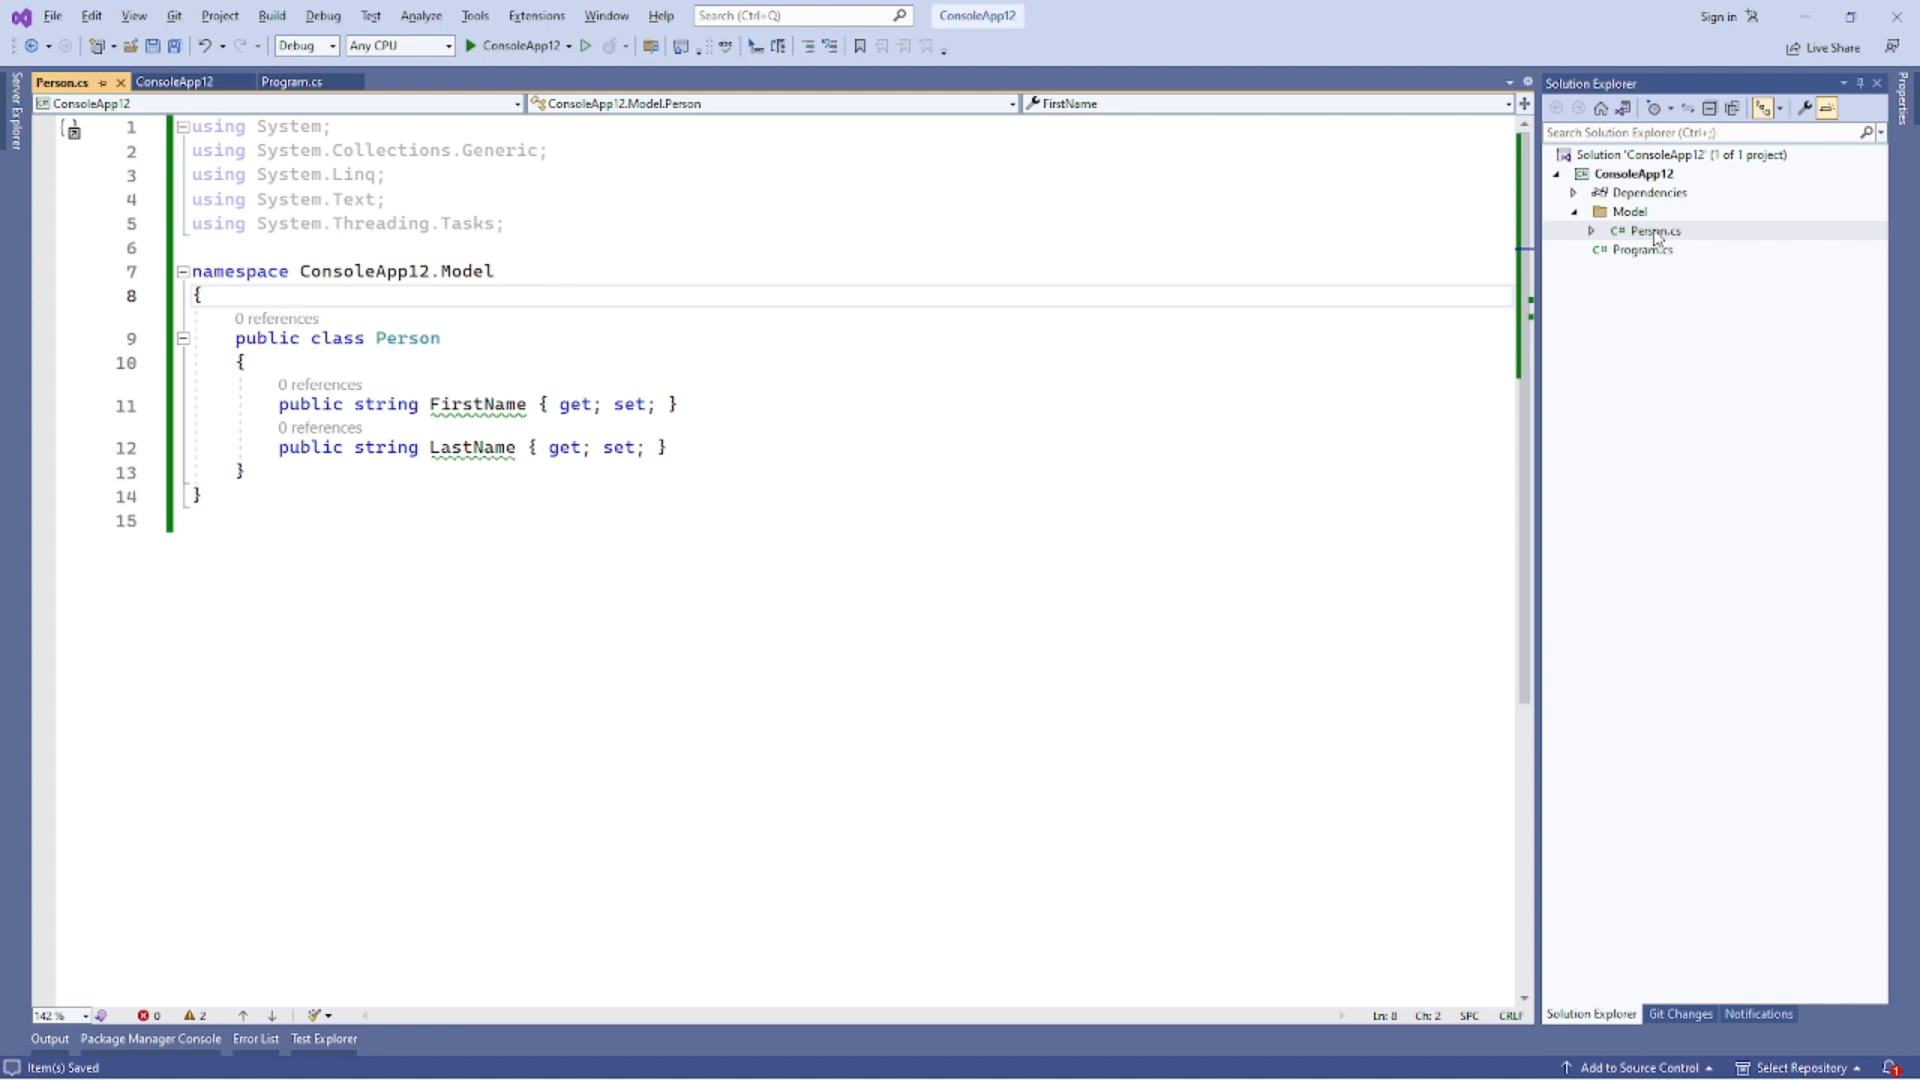 File Edit View Git Project Build Debug Test Analyze Tools Extensions Window Help Search (Ctrl+Q) ConsoleApp12 Sign in
Debug Any CPU ConsoleApp12 Live Share
Server Explorer
Person.cs ConsoleApp12 Program.cs
ConsoleApp12 ConsoleApp12.Model.Person FirstName
1 using System;
2 using System.Collections.Generic;
3 using System.Linq;
4 using System.Text;
5 using System.Threading.Tasks;
6
7 namespace ConsoleApp12.Model
8 {
0 references
9 public class Person
10 {
0 references
11 public string FirstName { get; set; }
0 references
12 public string LastName { get; set; }
13 }
14 }
15
142 % 0 2 Ln: 8 Ch: 2 SPC CRLF
Solution Explorer
Search Solution Explorer (Ctrl+;)
Solution 'ConsoleApp12' (1 of 1 project)
ConsoleApp12
Dependencies
Model
C# Person.cs
C# Program.cs
Solution Explorer Git Changes Notifications
Properties
Output Package Manager Console Error List Test Explorer
Item(s) Saved Add to Source Control Select Repository 1